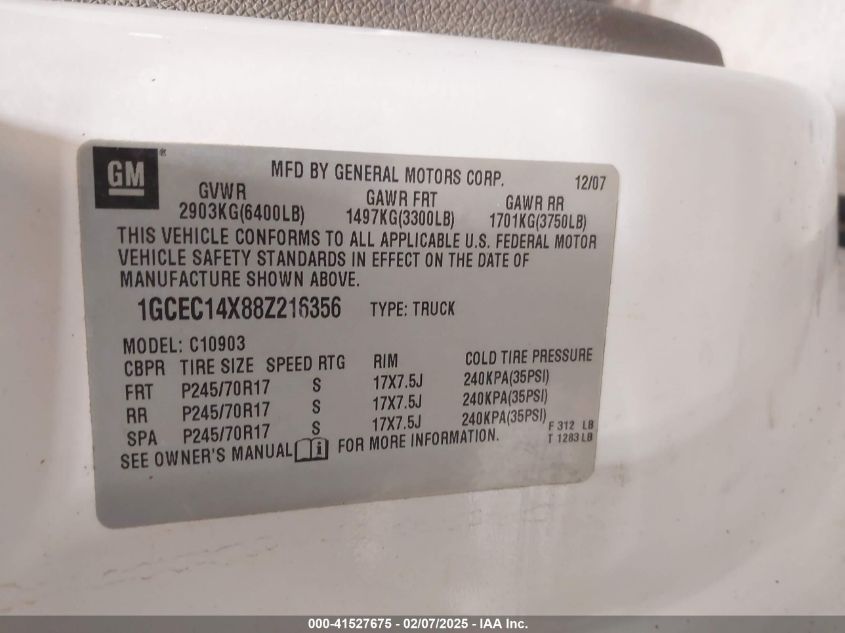 GM
MFD BY GENERAL MOTORS CORP. 12/07
GVWR GAWR FRT GAWR RR
2903KG(6400LB) 1497KG(3300LB) 1701KG(3750LB)
THIS VEHICLE CONFORMS TO ALL APPLICABLE U.S. FEDERAL MOTOR
VEHICLE SAFETY STANDARDS IN EFFECT ON THE DATE OF
MANUFACTURE SHOWN ABOVE.
1GCEC14X88Z216356 TYPE: TRUCK
MODEL: C10903
CBPR TIRE SIZE SPEED RTG RIM COLD TIRE PRESSURE
FRT P245/70R17 S 17X7.5J 240KPA(35PSI)
RR P245/70R17 S 17X7.5J 240KPA(35PSI)
SPA P245/70R17 S 17X7.5J 240KPA(35PSI)
F 312 LB
T 1283 LB
SEE OWNER'S MANUAL i FOR MORE INFORMATION.
000-41527675 - 02/07/2025 - IAA Inc.